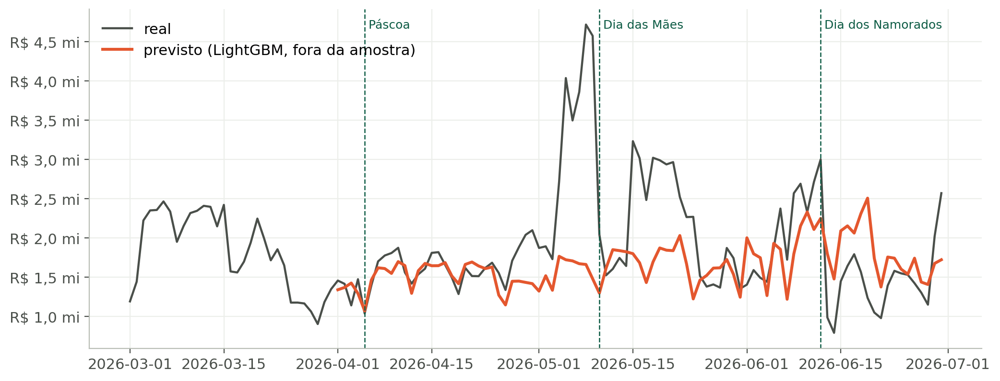 real
previsto (LightGBM, fora da amostra)
Páscoa
Dia das Mães
Dia dos Namorados
R$ 4,5 mi
R$ 4,0 mi
R$ 3,5 mi
R$ 3,0 mi
R$ 2,5 mi
R$ 2,0 mi
R$ 1,5 mi
R$ 1,0 mi
2026-03-01
2026-03-15
2026-04-01
2026-04-15
2026-05-01
2026-05-15
2026-06-01
2026-06-15
2026-07-01